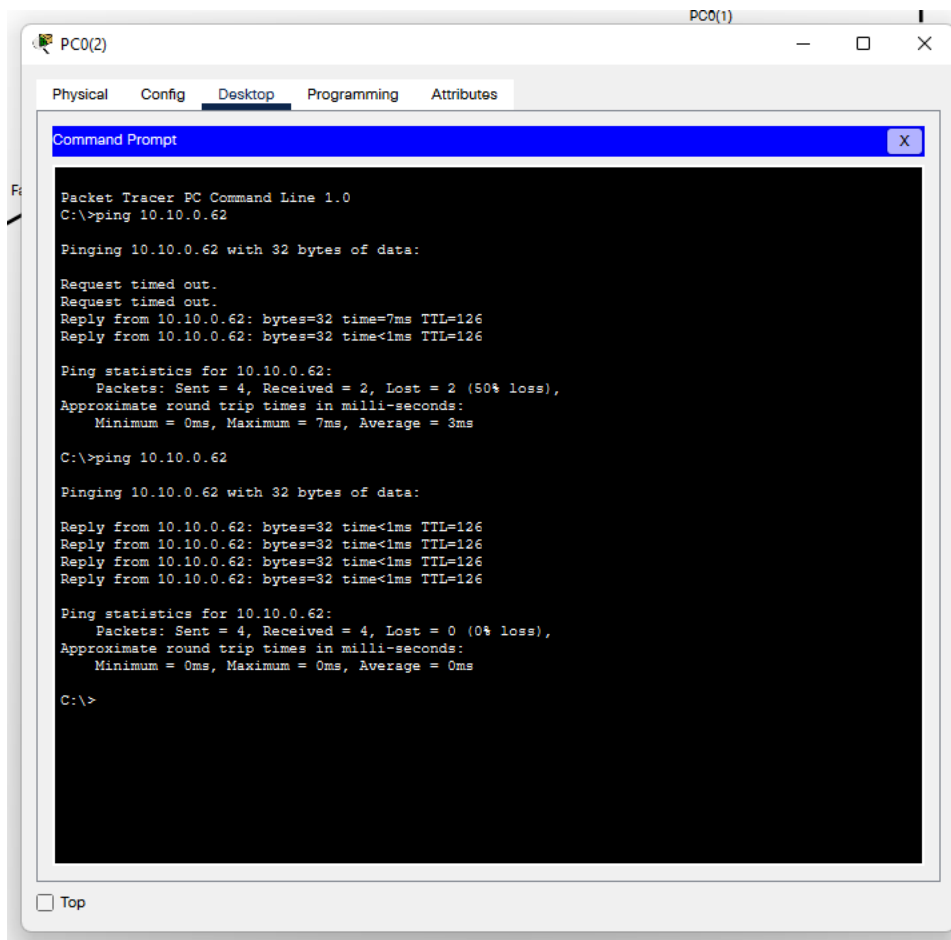 PC0(1)
PC0(2)
Physical Config Desktop Programming Attributes
Command Prompt X
Packet Tracer PC Command Line 1.0
C:\>ping 10.10.0.62
Pinging 10.10.0.62 with 32 bytes of data:
Request timed out.
Request timed out.
Reply from 10.10.0.62: bytes=32 time=7ms TTL=126
Reply from 10.10.0.62: bytes=32 time<1ms TTL=126
Ping statistics for 10.10.0.62:
Packets: Sent = 4, Received = 2, Lost = 2 (50% loss),
Approximate round trip times in milli-seconds:
Minimum = 0ms, Maximum = 7ms, Average = 3ms
C:\>ping 10.10.0.62
Pinging 10.10.0.62 with 32 bytes of data:
Reply from 10.10.0.62: bytes=32 time<1ms TTL=126
Reply from 10.10.0.62: bytes=32 time<1ms TTL=126
Reply from 10.10.0.62: bytes=32 time<1ms TTL=126
Reply from 10.10.0.62: bytes=32 time<1ms TTL=126
Ping statistics for 10.10.0.62:
Packets: Sent = 4, Received = 4, Lost = 0 (0% loss),
Approximate round trip times in milli-seconds:
Minimum = 0ms, Maximum = 0ms, Average = 0ms
C:\>
Top